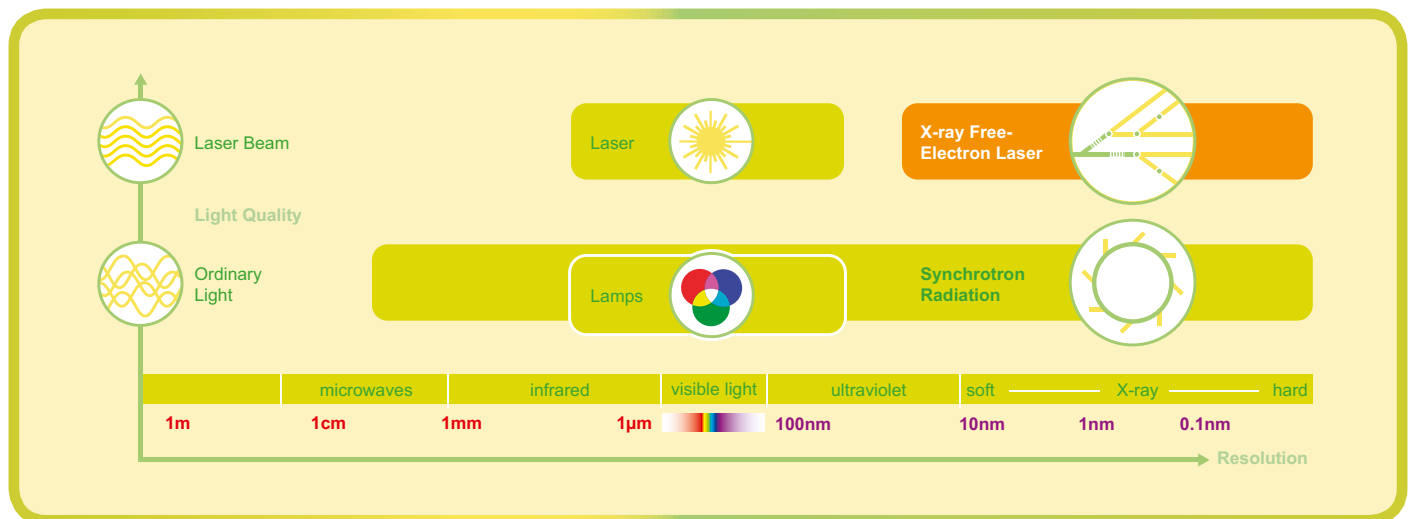 Laser Beam
Laser
X-ray Free-
Electron Laser
Light Quality
Ordinary
Light
Lamps
Synchrotron
Radiation
microwaves
infrared
visible light
ultraviolet
soft
X-ray
hard
1m
1cm
1mm
1µm
100nm
10nm
1nm
0.1nm
Resolution